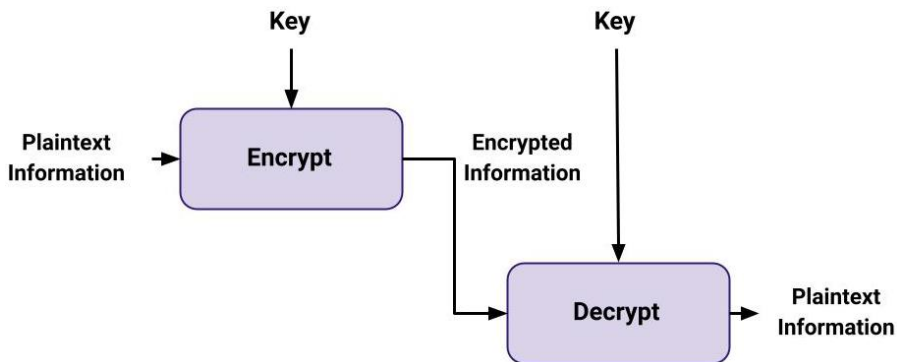 Key
Key
Plaintext
Information
Encrypt
Encrypted
Information
Decrypt
Plaintext
Information